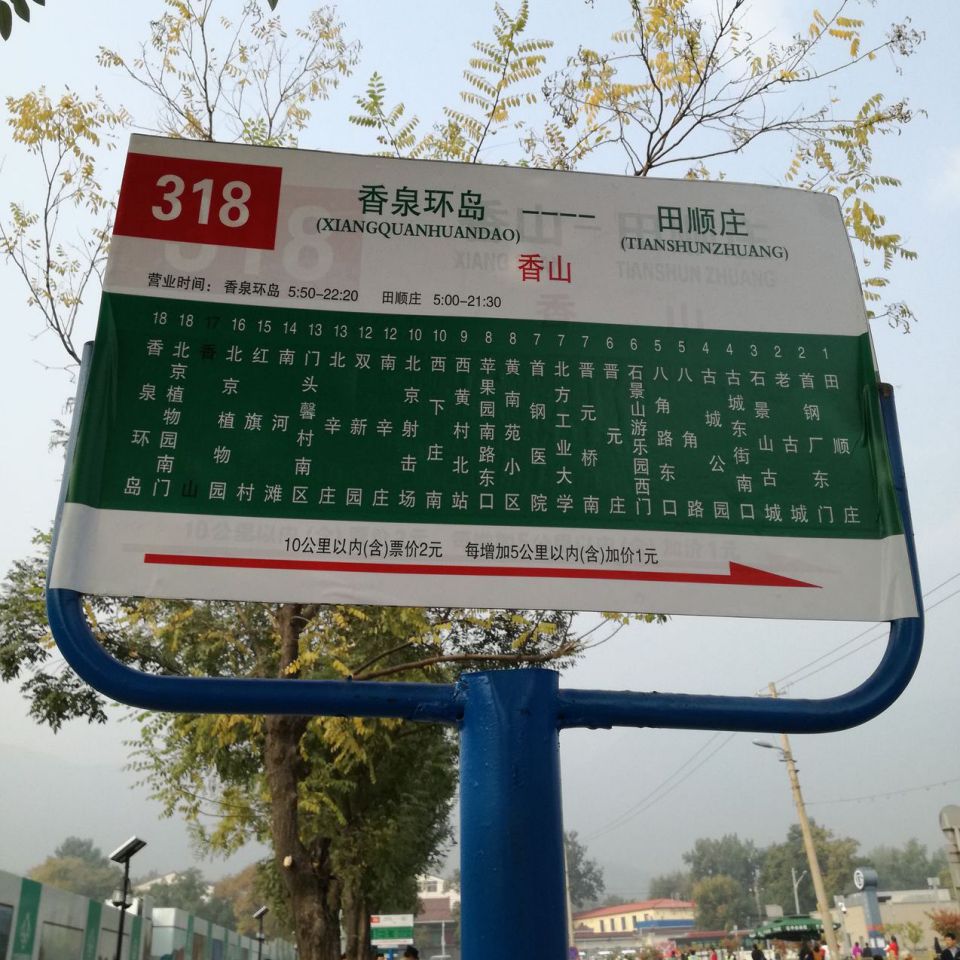 318
香泉环岛 ---- 田顺庄
(XIANGQUANHUANDAO) (TIANSHUNZHUANG)
香山
营业时间： 香泉环岛 5:50-22:20 田顺庄 5:00-21:30
18 18 17 16 15 14 13 13 12 12 10 10 9 8 8 7 7 7 6 6 5 5 4 4 3 2 2 1
香泉环岛
北京植物园南门
香山
北京植物园
红旗村
南河滩
门头馨村南区
北辛庄
双新园
南辛庄
北京射击场
西下庄南
西黄村北站
苹果园南路东口
黄南苑小区
首钢医院
北方工业大学
晋元桥南
晋元庄
石景山游乐园西门
八角路东口
八角路
古城公园
古城东街南口
石景山古城
老古城
首钢厂东门
田顺庄
10公里以内(含)票价2元 每增加5公里以内(含)加价1元